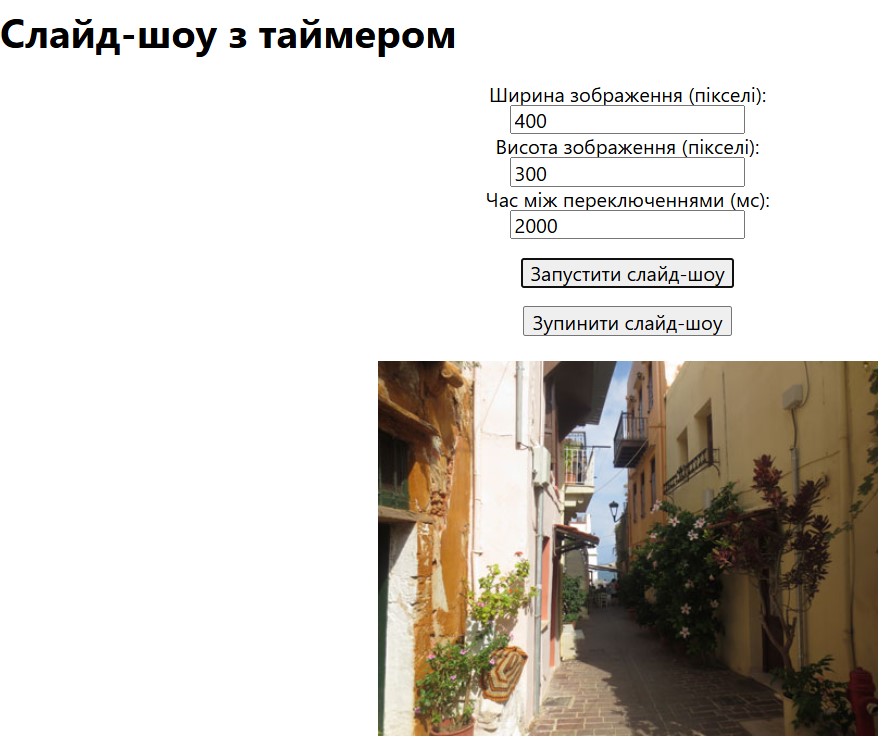 Слайд-шоу з таймером
Ширина зображення (пікселі):
400
Висота зображення (пікселі):
300
Час між переключеннями (мс):
2000
Запустити слайд-шоу
Зупинити слайд-шоу